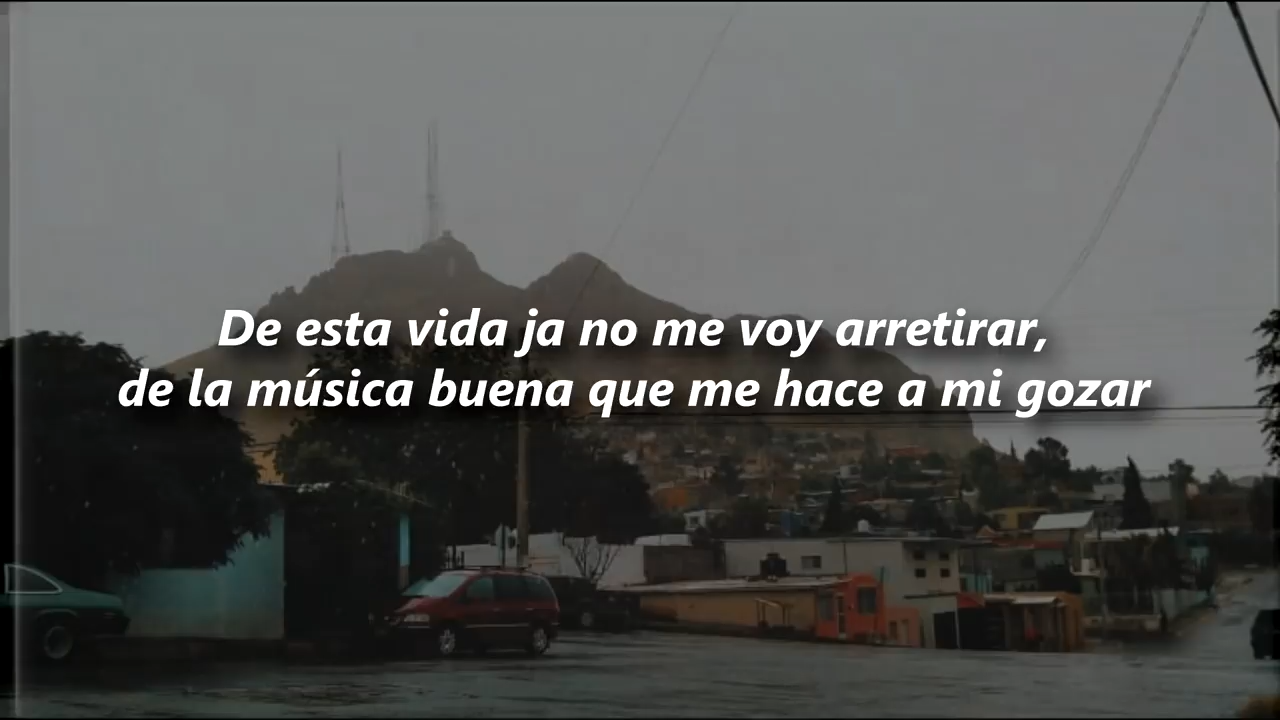 De esta vida ja no me voy arretirar,
de la música buena que me hace a mi gozar